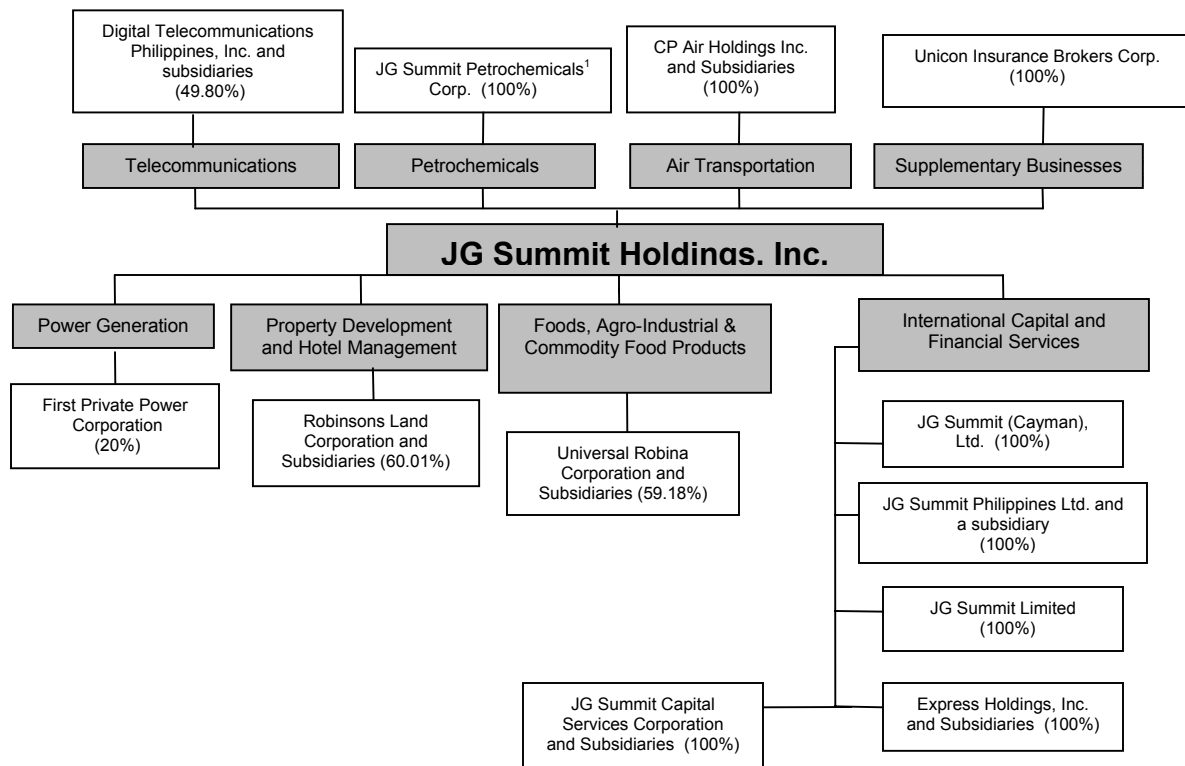 Digital Telecommunications
Philippines, Inc. and
subsidiaries
(49.80%)
JG Summit Petrochemicals¹
Corp. (100%)
CP Air Holdings Inc.
and Subsidiaries
(100%)
Unicon Insurance Brokers Corp.
(100%)
Telecommunications
Petrochemicals
Air Transportation
Supplementary Businesses
JG Summit Holdings, Inc.
Power Generation
Property Development
and Hotel Management
Foods, Agro-Industrial &
Commodity Food Products
International Capital and
Financial Services
First Private Power
Corporation
(20%)
Robinsons Land
Corporation and
Subsidiaries (60.01%)
Universal Robina
Corporation and
Subsidiaries (59.18%)
JG Summit (Cayman),
Ltd. (100%)
JG Summit Philippines Ltd. and
a subsidiary
(100%)
JG Summit Limited
(100%)
JG Summit Capital
Services Corporation
and Subsidiaries (100%)
Express Holdings, Inc.
and Subsidiaries (100%)